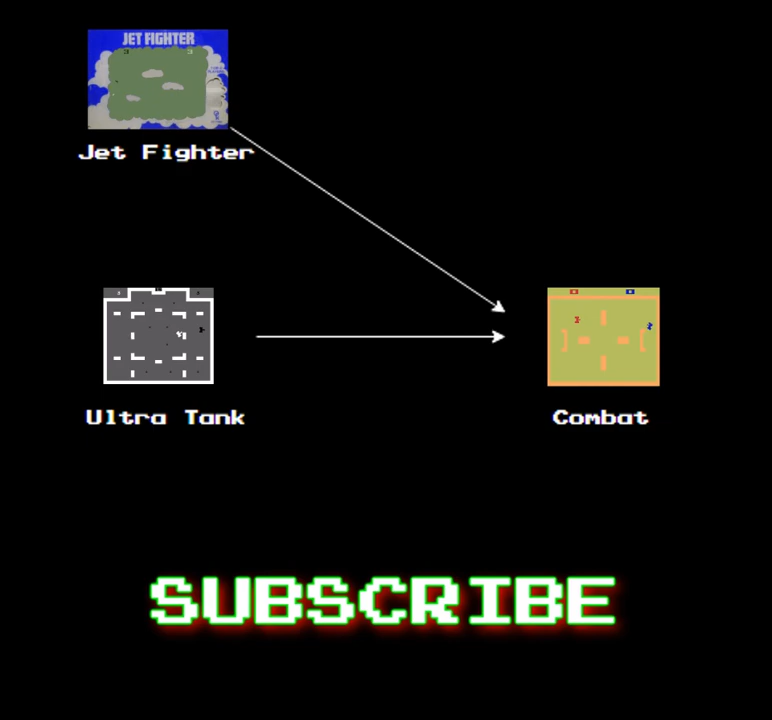 JET FIGHTER
Jet Fighter
Ultra Tank
Combat
SUBSCRIBE